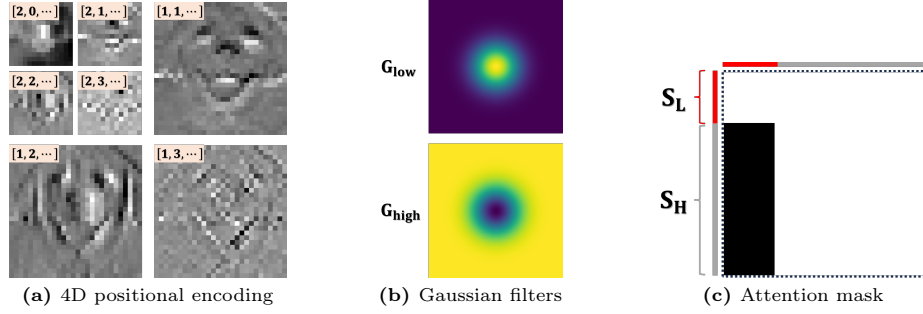 [2, 0, ⋯] [2, 1, ⋯] [1, 1, ⋯]
[2, 2, ⋯] [2, 3, ⋯]
[1, 2, ⋯] [1, 3, ⋯]
(a) 4D positional encoding
G_low
G_high
(b) Gaussian filters
S_L
S_H
(c) Attention mask